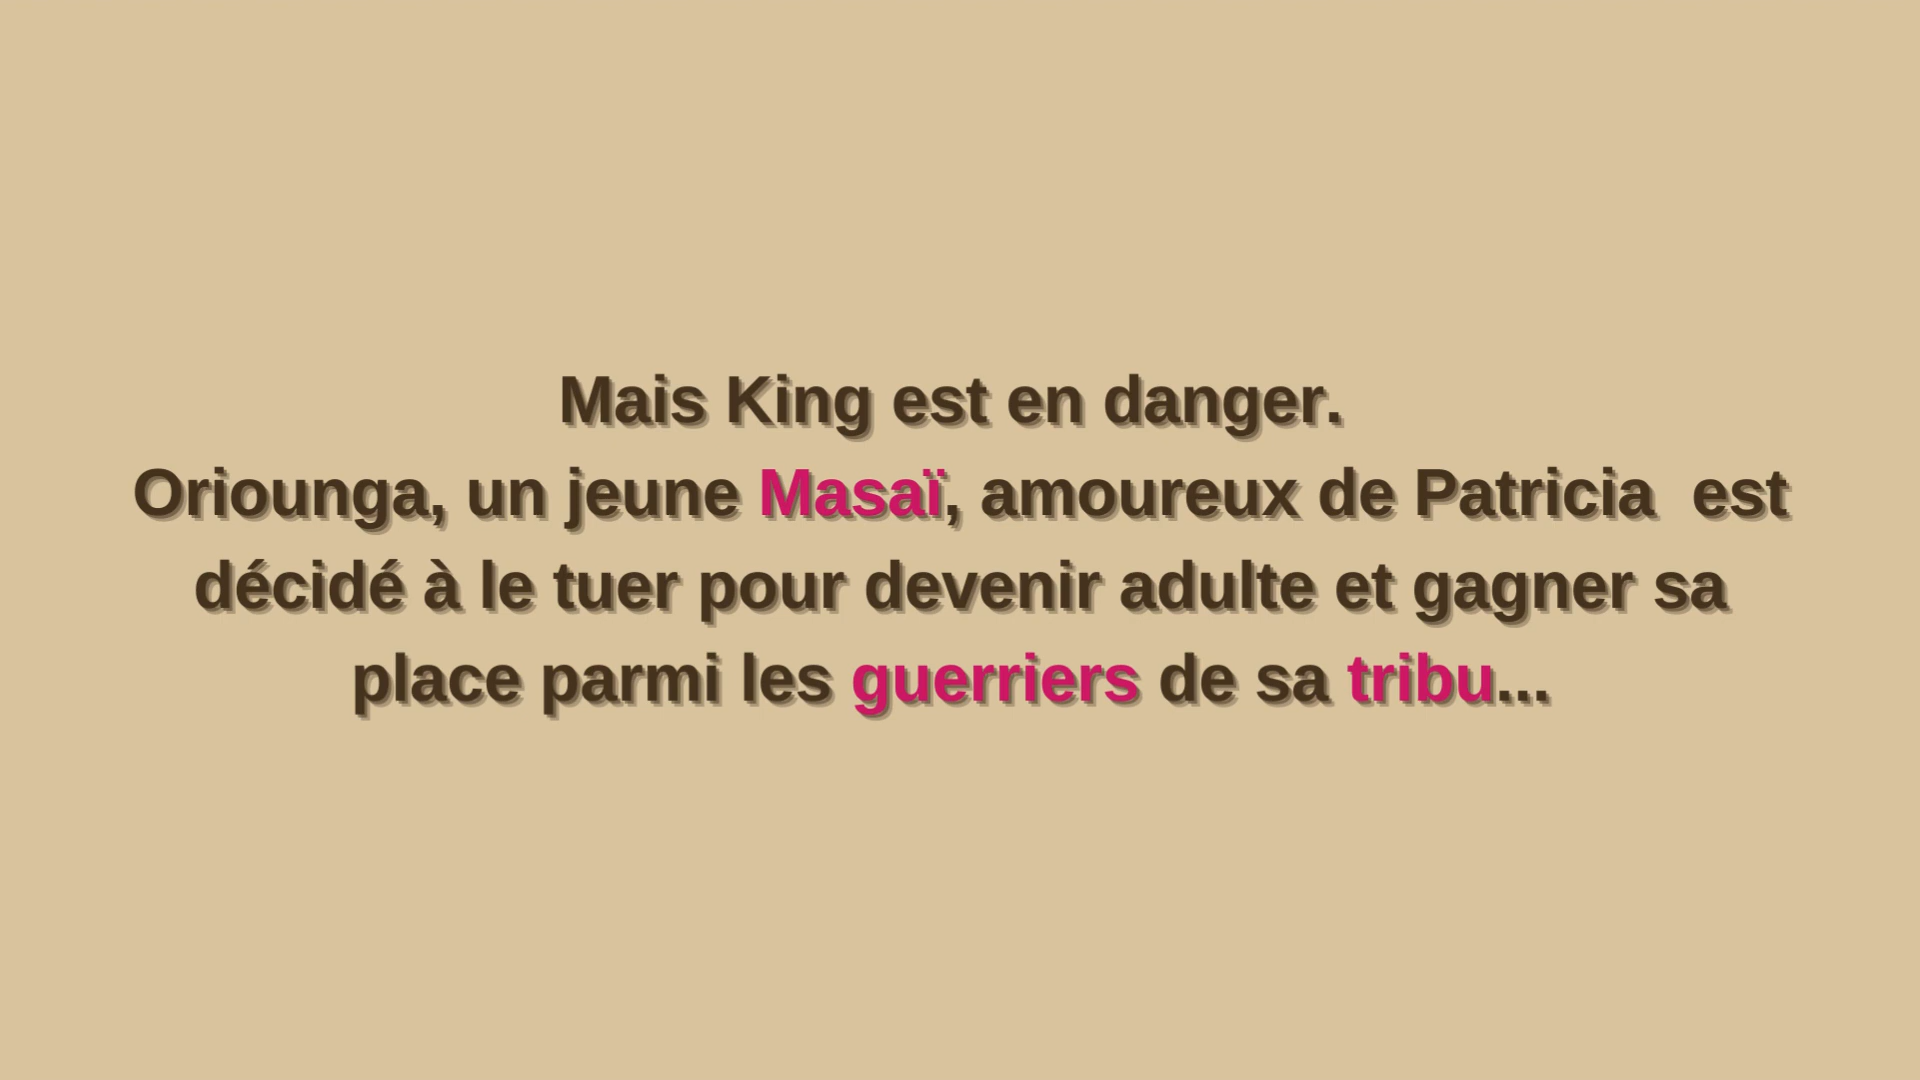 Mais King est en danger.
Oriounga, un jeune Masaï, amoureux de Patricia  est
décidé à le tuer pour devenir adulte et gagner sa
place parmi les guerriers de sa tribu...